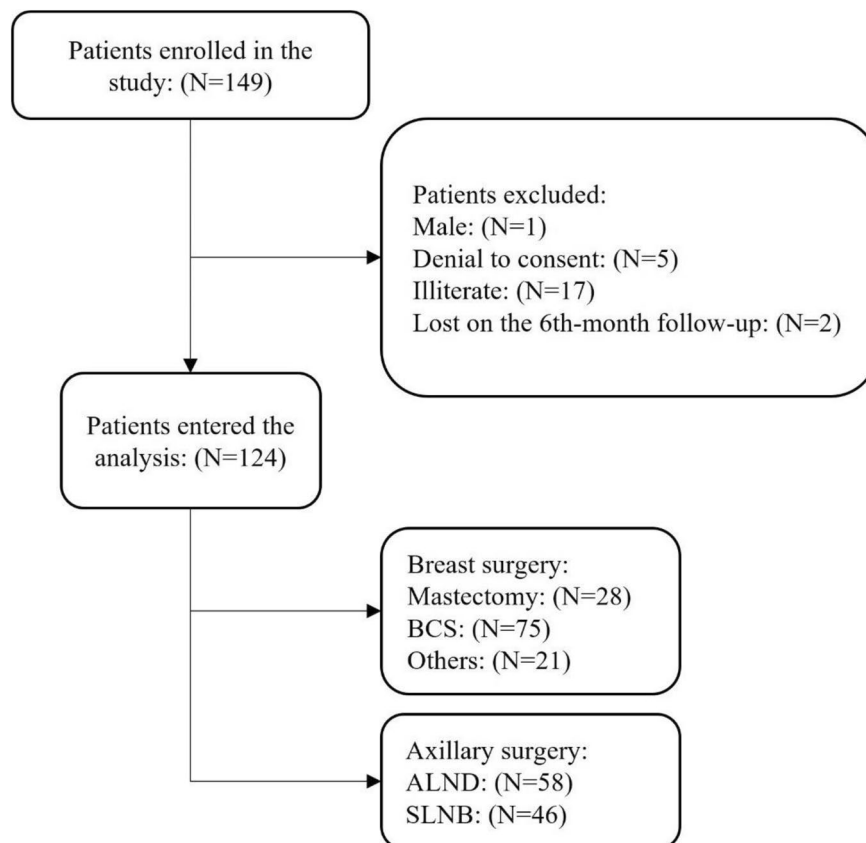 Patients enrolled in the
study: (N=149)
Patients excluded:
Male: (N=1)
Denial to consent: (N=5)
Illiterate: (N=17)
Lost on the 6th-month follow-up: (N=2)
Patients entered the
analysis: (N=124)
Breast surgery:
Mastectomy: (N=28)
BCS: (N=75)
Others: (N=21)
Axillary surgery:
ALND: (N=58)
SLNB: (N=46)